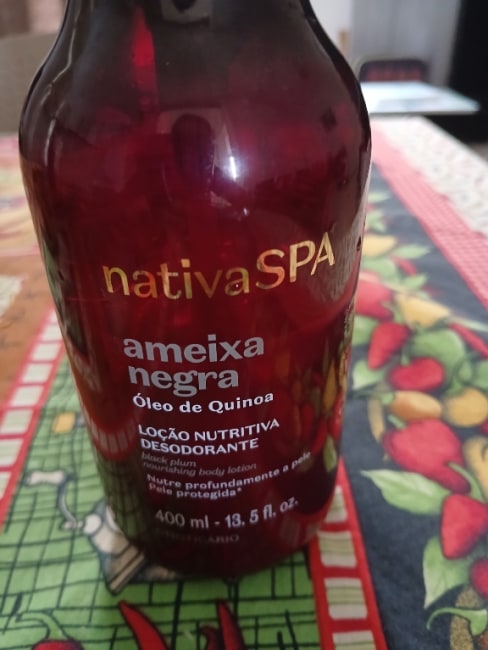 nativaSPA
ameixa
negra
Óleo de Quinoa
LOÇÃO NUTRITIVA
DESODORANTE
black plum
nourishing body lotion
Nutre profundamente a pele
Pele protegida*
400 ml - 13. 5 fl. oz.
OBOTICÁRIO